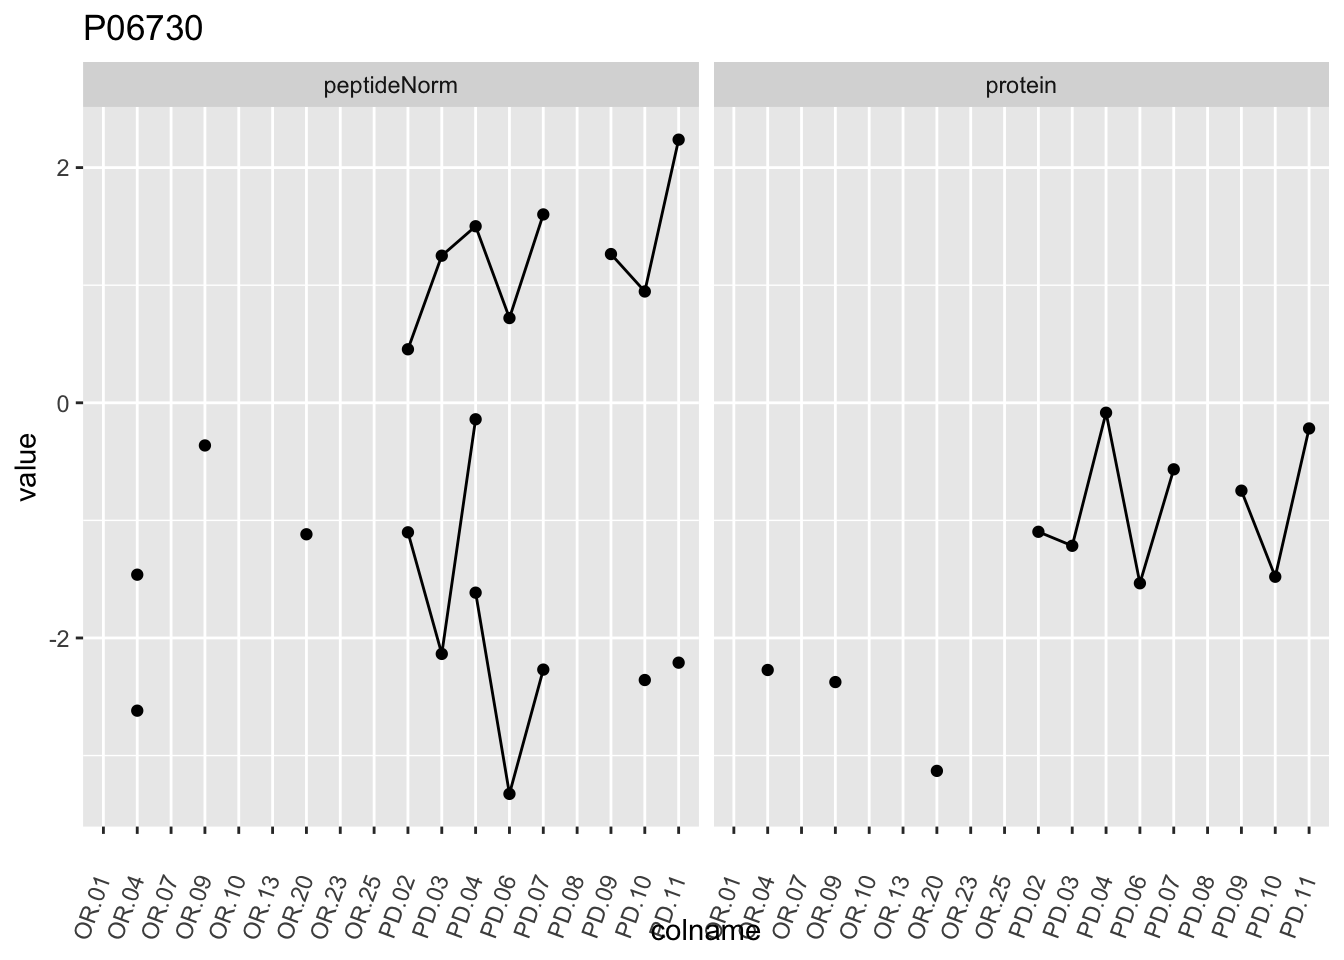 P06730
peptideNorm protein
2
0
-2
value
OR.01 OR.04 OR.07 OR.09 OR.10 OR.13 OR.20 OR.23 OR.25 PD.02 PD.03 PD.04 PD.06 PD.07 PD.08 PD.09 PD.10 PD.11 OR.01 OR.04 OR.07 OR.09 OR.10 OR.13 OR.20 OR.23 OR.25 PD.02 PD.03 PD.04 PD.06 PD.07 PD.08 PD.09 PD.10 PD.11
colname